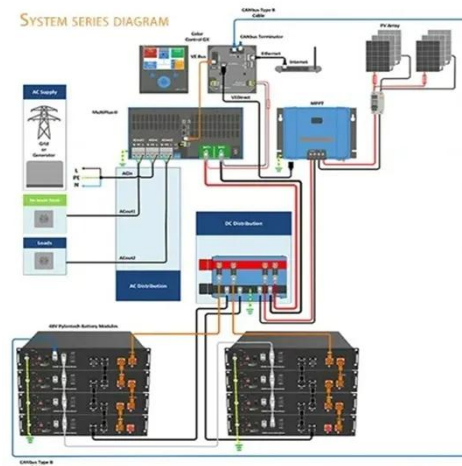 SYSTEM SERIES DIAGRAM
CANbus Type B
Cable
Color
Control GX
CANbus Terminator
PV Array
VE.Bus
Ethernet
Internet
AC Supply
Grid
or
Generator
MultiPlus-II
VE.Direct
MPPT
L
PE
N
ACin
ACout1
Loads
ACout2
AC Distribution
DC Distribution
48V Pylontech Battery Modules
CANbus Type B